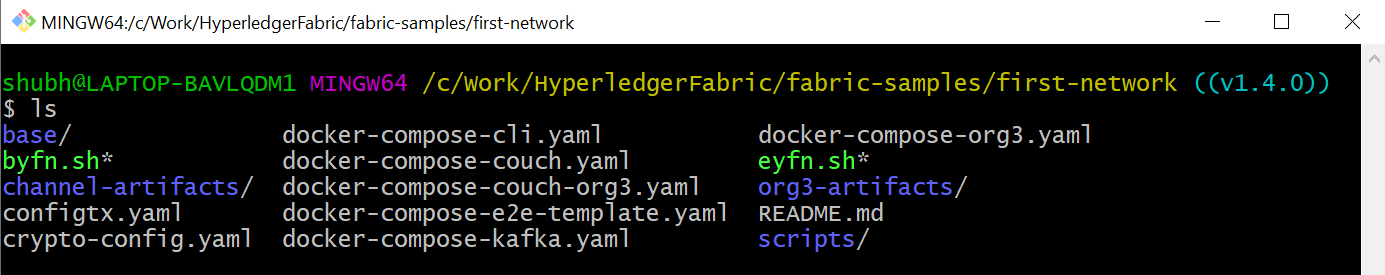 MINGW64:/c/Work/HyperledgerFabric/fabric-samples/first-network
shubh@LAPTOP-BAVLQDM1 MINGW64 /c/Work/HyperledgerFabric/fabric-samples/first-network ((v1.4.0))
$ ls
base/ docker-compose-cli.yaml docker-compose-org3.yaml
byfn.sh* docker-compose-couch.yaml eyfn.sh*
channel-artifacts/ docker-compose-couch-org3.yaml org3-artifacts/
configtx.yaml docker-compose-e2e-template.yaml README.md
crypto-config.yaml docker-compose-kafka.yaml scripts/